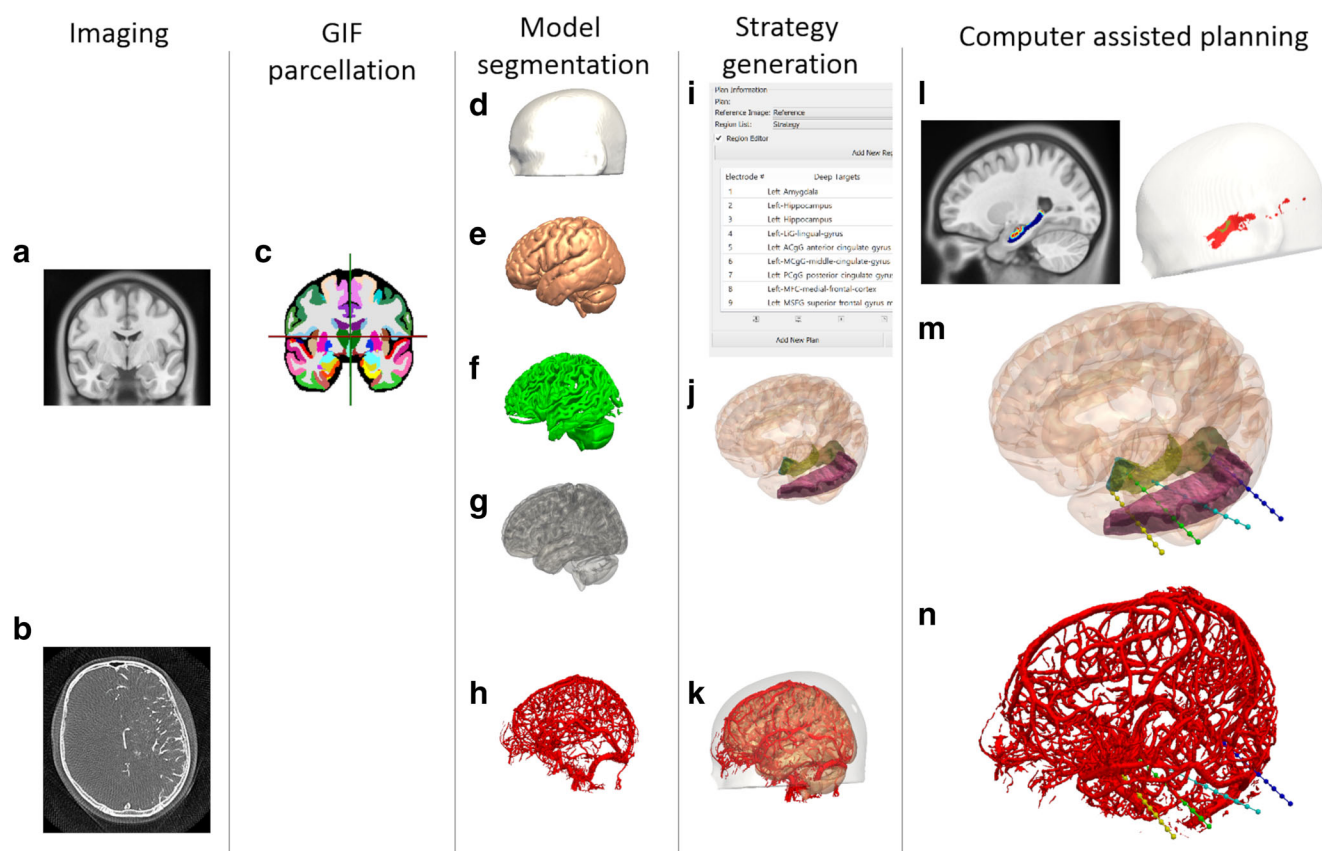 Imaging
GIF
parcellation
Model
segmentation
Strategy
generation
Computer assisted planning
a
b
c
d
e
f
g
h
i
Plan Information
Plan:
Reference Image: Reference
Region List: Strategy
Region Editor
Add New Reg
Electrode # Deep Targets
1 Left Amygdala
2 Left-Hippocampus
3 Left Hippocampus
4 Left-LiG-lingual-gyrus
5 Left-ACgG anterior-cingulate-gyrus
6 Left-MCgG-middle-cingulate-gyrus
7 Left-PCgG posterior-cingulate gyrus
8 Left-MFC-medial-frontal-cortex
9 Left MSFG superior frontal gyrus m
Add New Plan
j
k
l
m
n